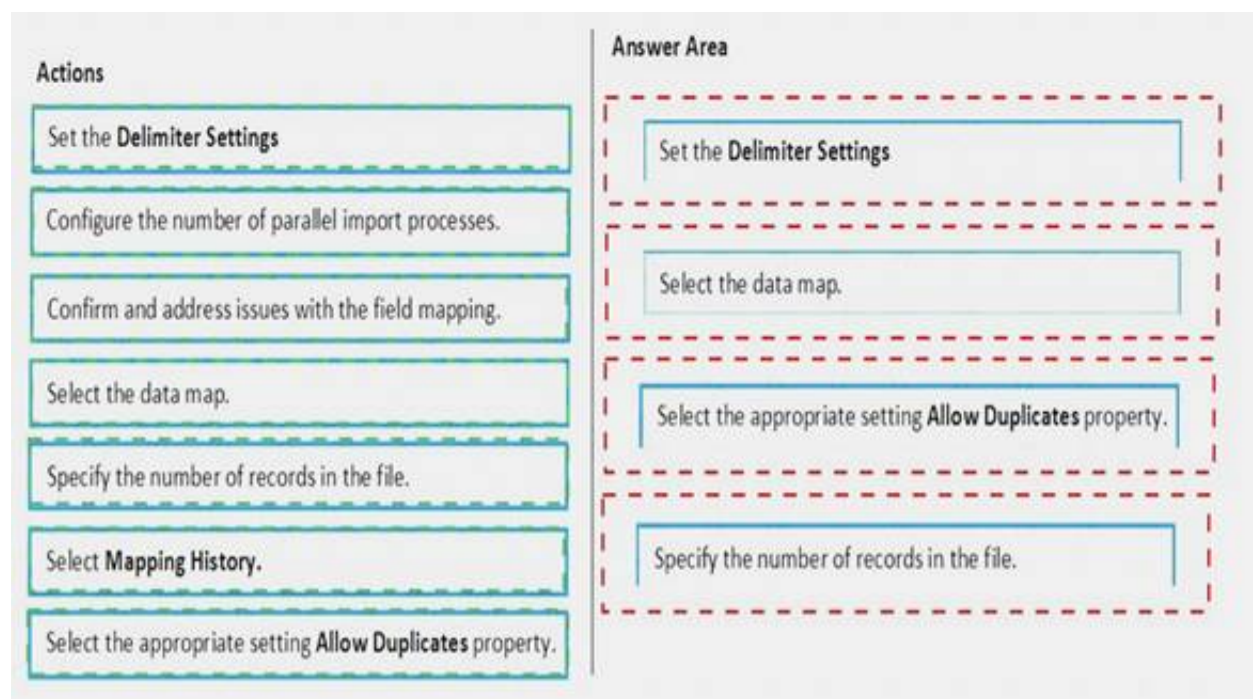 Actions
Set the Delimiter Settings
Configure the number of parallel import processes.
Confirm and address issues with the field mapping.
Select the data map.
Specify the number of records in the file.
Select Mapping History.
Select the appropriate setting Allow Duplicates property.
Answer Area
Set the Delimiter Settings
Select the data map.
Select the appropriate setting Allow Duplicates property.
Specify the number of records in the file.